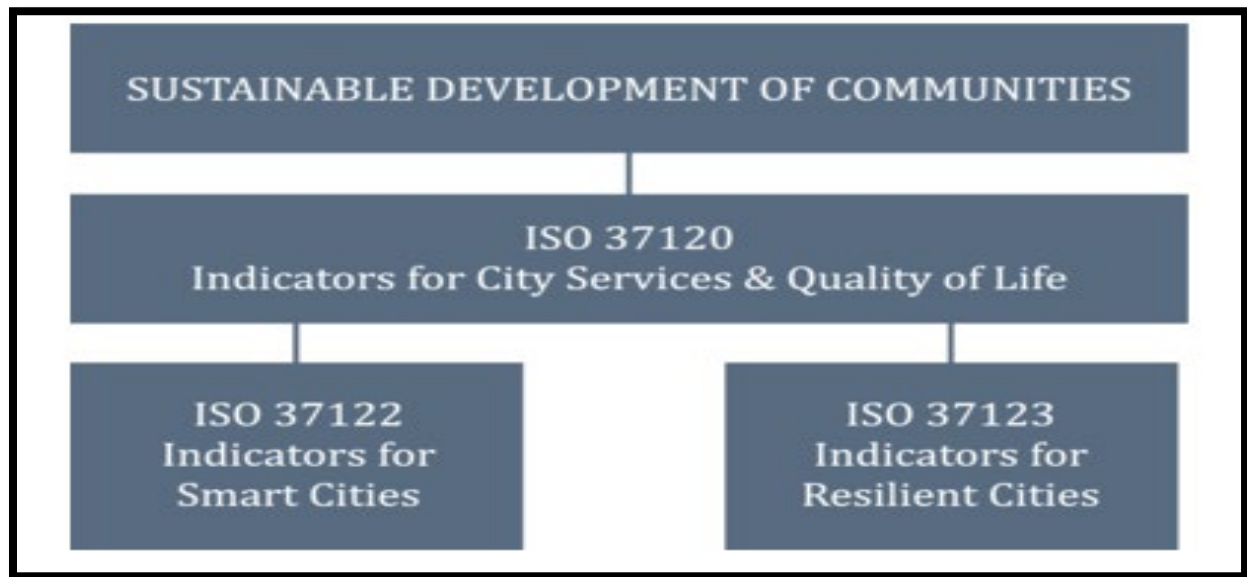 SUSTAINABLE DEVELOPMENT OF COMMUNITIES
ISO 37120
Indicators for City Services & Quality of Life
ISO 37122
Indicators for
Smart Cities
ISO 37123
Indicators for
Resilient Cities